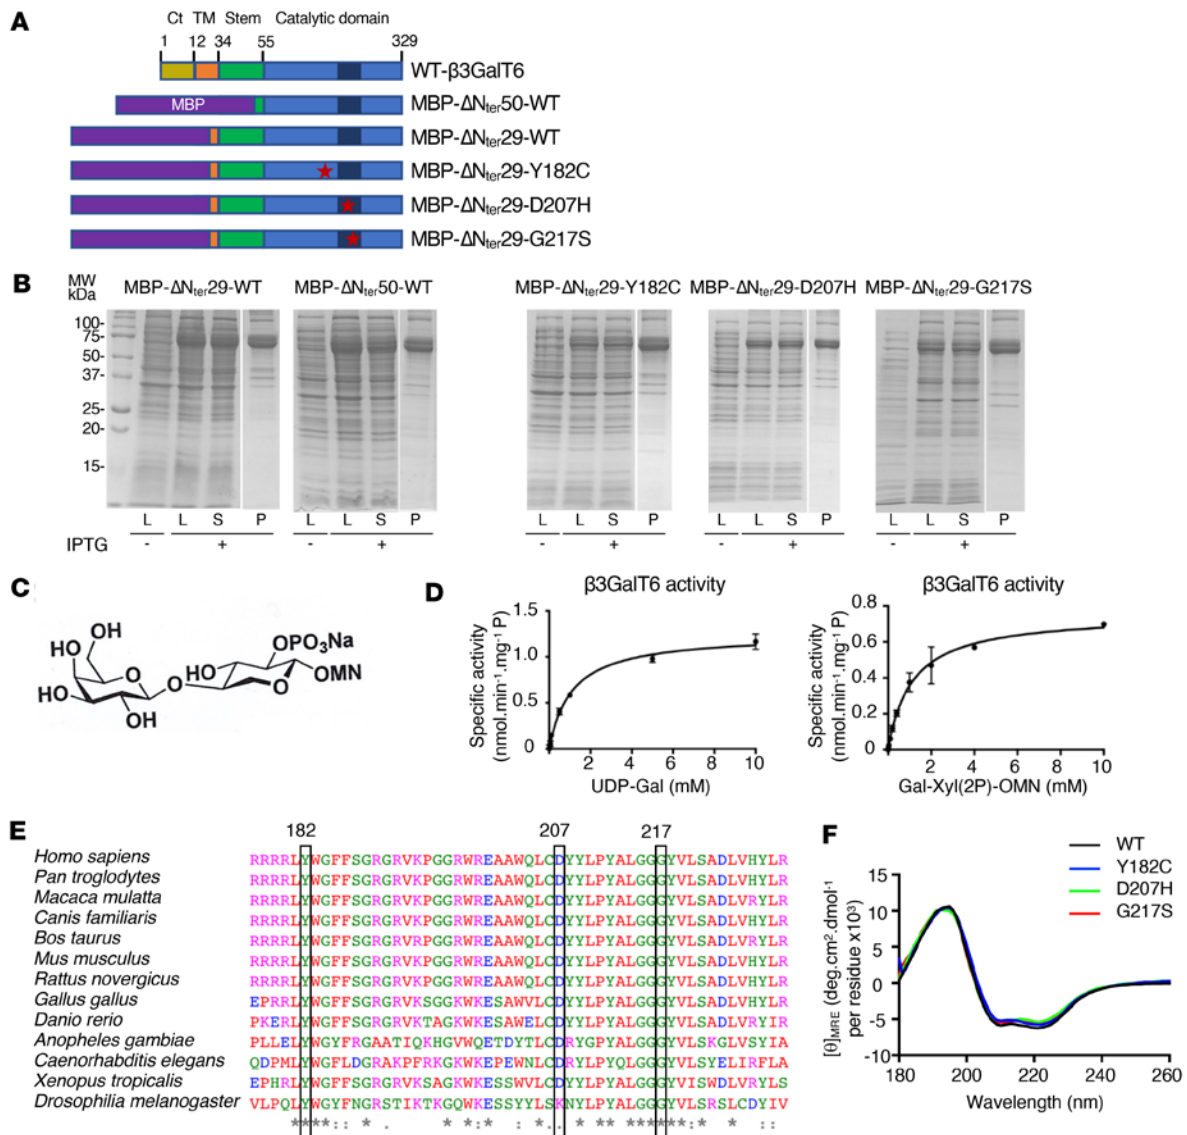 A
Ct TM Stem Catalytic domain
1 12 34 55 329
WT-β3GalT6
MBP MBP-ΔNter50-WT
MBP-ΔNter29-WT
MBP-ΔNter29-Y182C
MBP-ΔNter29-D207H
MBP-ΔNter29-G217S
B
MW
kDa
MBP-ΔNter29-WT MBP-ΔNter50-WT MBP-ΔNter29-Y182C MBP-ΔNter29-D207H MBP-ΔNter29-G217S
100-
75-
50-
37-
25-
20-
15-
L L S P L L S P L L S P L L S P L L S P
IPTG - + - + - + - + - +
C
OH
HO
O
HO
OH
O
HO
OPO3Na
O
OMN
D
β3GalT6 activity
Specific activity
(nmol.min-1.mg-1 P)
1.5
1.0
0.5
0
2 4 6 8 10
UDP-Gal (mM)
β3GalT6 activity
Specific activity
(nmol.min-1.mg-1 P)
0.8
0.6
0.4
0.2
0
0 2 4 6 8 10
Gal-Xyl(2P)-OMN (mM)
E
182 207 217
Homo sapiens RRRRLYWGFFSGRGRVKPGGRWREAAWQLCDYYLPYALGGGYVLSADLVHYLR
Pan troglodytes RRRRLYWGFFSGRGRVKPGGRWREAAWQLCDYYLPYALGGGYVLSADLVHYLR
Macaca mulatta RRRRLYWGFFSGRGRVKPGGRWREAAWQLCDYYLPYALGGGYVLSADLVHYLR
Canis familiaris RRRRLYWGFFSGRGRVKPGGRWREAAWQLCDYYLPYALGGGYVLSADLVRYLR
Bos taurus RRRRLYWGFFSGRGRVRPGGRWREAAWQLCDYYLPYALGGGYVLSADLVRYLR
Mus musculus RRRRLYWGFFSGRGRVKPGGRWREAAWQLCDYYLPYALGGGYVLSADLVHYLR
Rattus novergicus RRRRLYWGFFSGRGRVKPGGRWREAAWQLCDYYLPYALGGGYVLSADLVHYLR
Gallus gallus EPRRLYWGFFSGRGRVKSGGKWKESAWVLCDYYLPYALGGGYVLSADLVHYLR
Danio rerio PKERLYWGFFSGRGRVKTAGKWKESAWELCDYYLPYALGGGYVLSADLVRYIR
Anopheles gambiae PLLELYWGYFRGAATIQKHGVWQETDYTLCDRYGPYALGGGYVLSKGLVSYIA
Caenorhabditis elegans QDPMLYWGFLDGRAKPFRKGKWKEPEWNLCDRYLPYQLGGGYVLSYELIRFLA
Xenopus tropicalis EPHRLYWGFFSGRGRVKSAGKWKESSWVLCDYYLPYALGGGYVISWDLVRYLS
Drosophilia melanogaster VLPQLYWGYFNGRSTIKTKGQWKESSYYLSKNYLPYALGGGYVLSRSLCDYIV
F
WT
Y182C
D207H
G217S
[θ]MRE (deg.cm2.dmol-1
per residue x103)
15
10
5
0
-5
-10
180 200 220 240 260
Wavelength (nm)